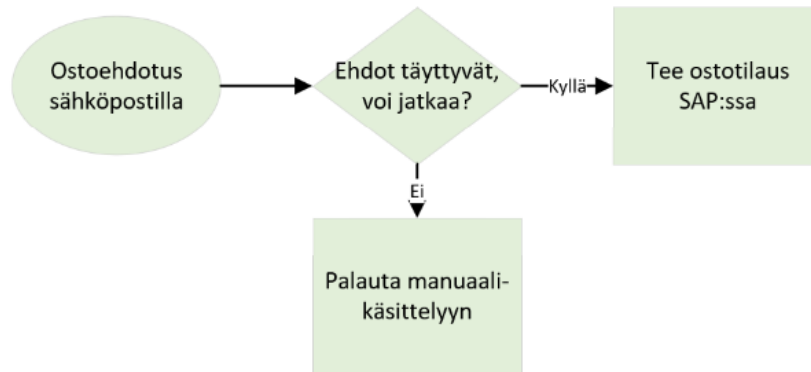 Ostoehdotus
sähköpostilla
Ehdot täyttyvät,
voi jatkaa?
Kyllä
Tee ostotilaus
SAP:ssa
Ei
Palauta manuaali-
käsittelyyn